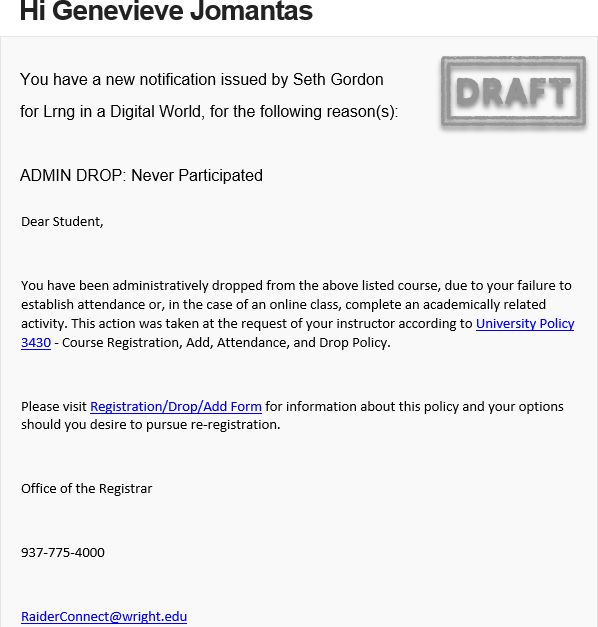 Hi Genevieve Jomantas
You have a new notification issued by Seth Gordon
for Lrng in a Digital World, for the following reason(s):
DRAFT
ADMIN DROP: Never Participated
Dear Student,
You have been administratively dropped from the above listed course, due to your failure to
establish attendance or, in the case of an online class, complete an academically related
activity. This action was taken at the request of your instructor according to University Policy
3430 - Course Registration, Add, Attendance, and Drop Policy.
Please visit Registration/Drop/Add Form for information about this policy and your options
should you desire to pursue re-registration.
Office of the Registrar
937-775-4000
RaiderConnect@wright.edu